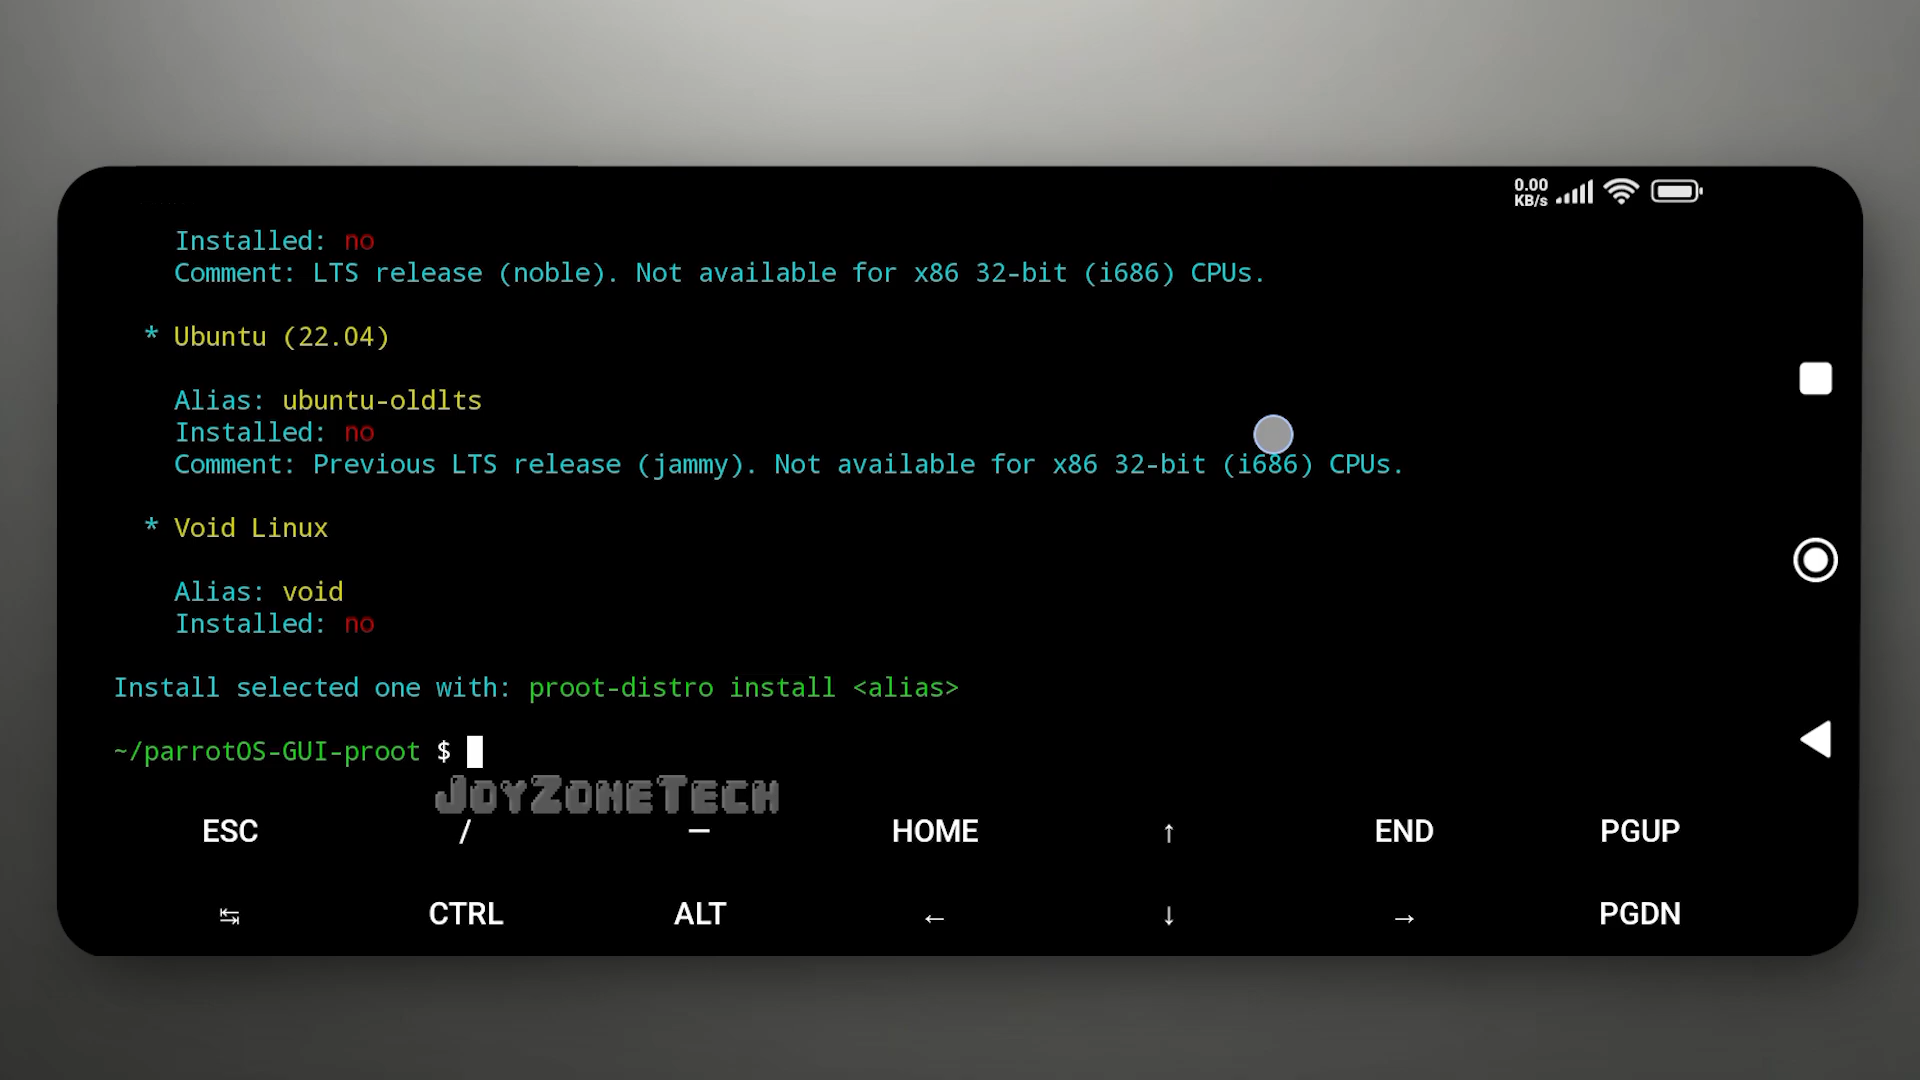 0.00
KB/s
Installed: no
Comment: LTS release (noble). Not available for x86 32-bit (i686) CPUs.
* Ubuntu (22.04)
Alias: ubuntu-oldlts
Installed: no
Comment: Previous LTS release (jammy). Not available for x86 32-bit (i686) CPUs.
* Void Linux
Alias: void
Installed: no
Install selected one with: proot-distro install <alias>
~/parrotOS-GUI-proot $
JoyZoneTech
ESC / — HOME ↑ END PGUP
↹ CTRL ALT ← ↓ → PGDN